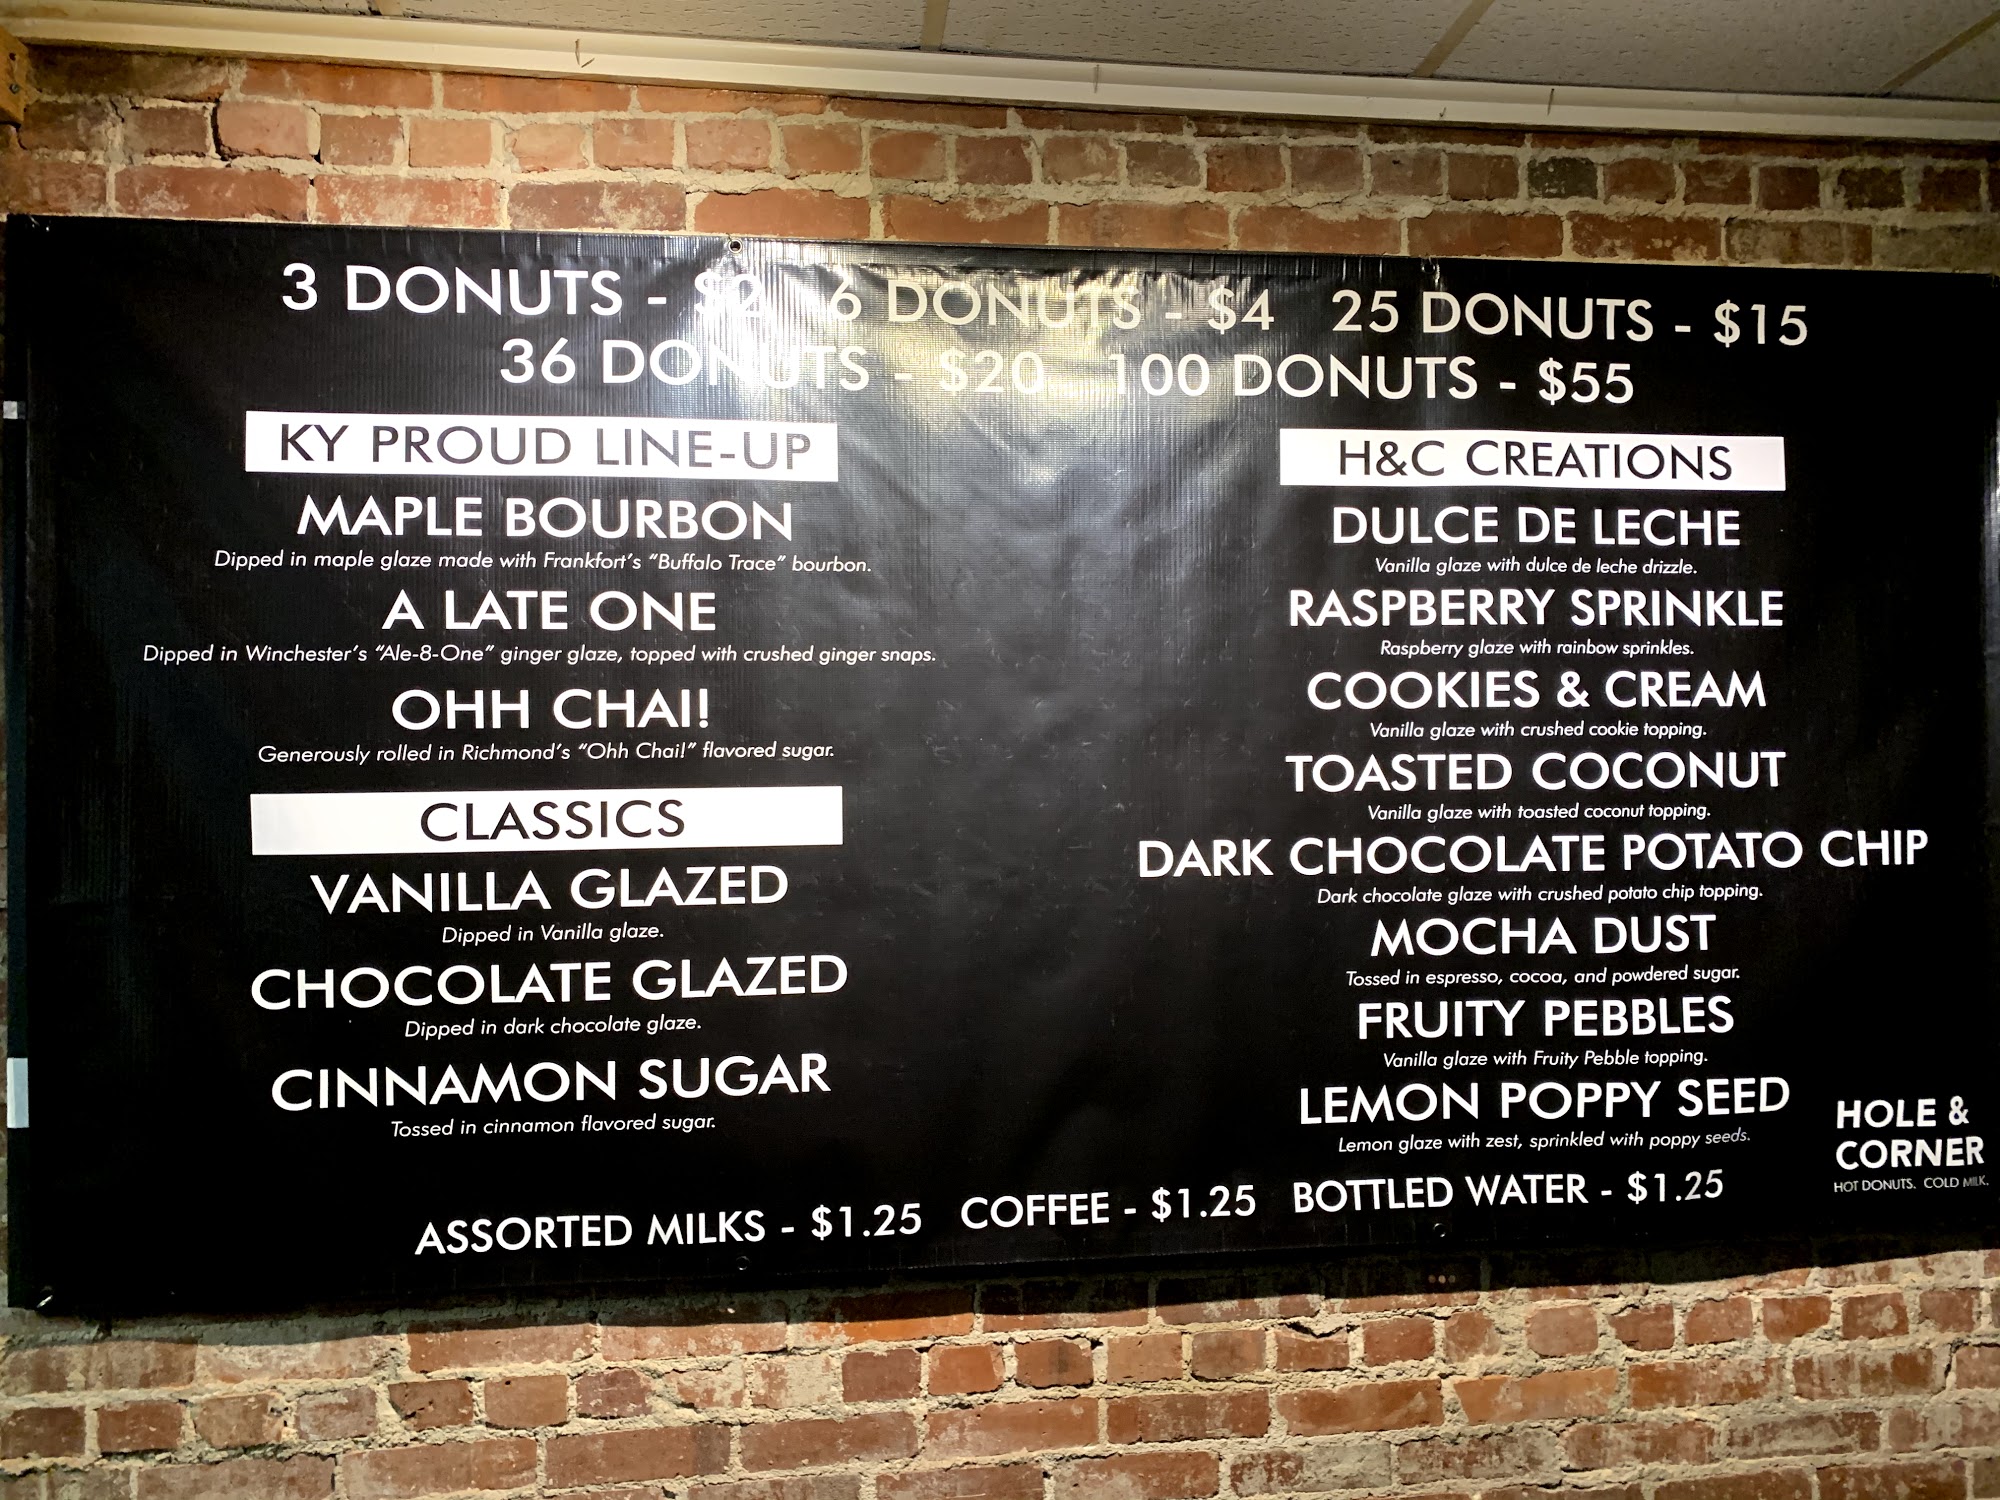 3 DONUTS - $2 6 DONUTS - $4 25 DONUTS - $15
36 DONUTS - $20 100 DONUTS - $55
KY PROUD LINE-UP
MAPLE BOURBON
Dipped in maple glaze made with Frankfort's "Buffalo Trace" bourbon.
A LATE ONE
Dipped in Winchester's "Ale-8-One" ginger glaze, topped with crushed ginger snaps.
OHH CHAI!
Generously rolled in Richmond's "Ohh Chai!" flavored sugar.
CLASSICS
VANILLA GLAZED
Dipped in Vanilla glaze.
CHOCOLATE GLAZED
Dipped in dark chocolate glaze.
CINNAMON SUGAR
Tossed in cinnamon flavored sugar.
H&C CREATIONS
DULCE DE LECHE
Vanilla glaze with dulce de leche drizzle.
RASPBERRY SPRINKLE
Raspberry glaze with rainbow sprinkles.
COOKIES & CREAM
Vanilla glaze with crushed cookie topping.
TOASTED COCONUT
Vanilla glaze with toasted coconut topping.
DARK CHOCOLATE POTATO CHIP
Dark chocolate glaze with crushed potato chip topping.
MOCHA DUST
Tossed in espresso, cocoa, and powdered sugar.
FRUITY PEBBLES
Vanilla glaze with Fruity Pebble topping.
LEMON POPPY SEED
Lemon glaze with zest, sprinkled with poppy seeds.
ASSORTED MILKS - $1.25 COFFEE - $1.25 BOTTLED WATER - $1.25
HOLE &
CORNER
HOT DONUTS. COLD MILK.